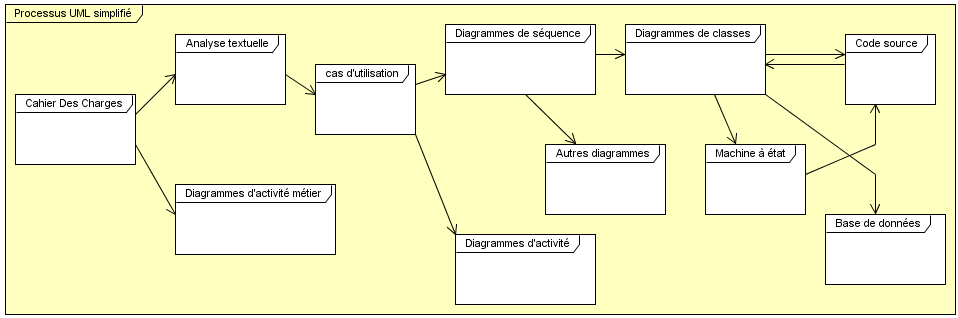 Processus UML simplifié
Analyse textuelle
Diagrammes de séquence
Diagrammes de classes
Code source
cas d'utilisation
Cahier Des Charges
Autres diagrammes
Machine à état
Diagrammes d'activité métier
Base de données
Diagrammes d'activité